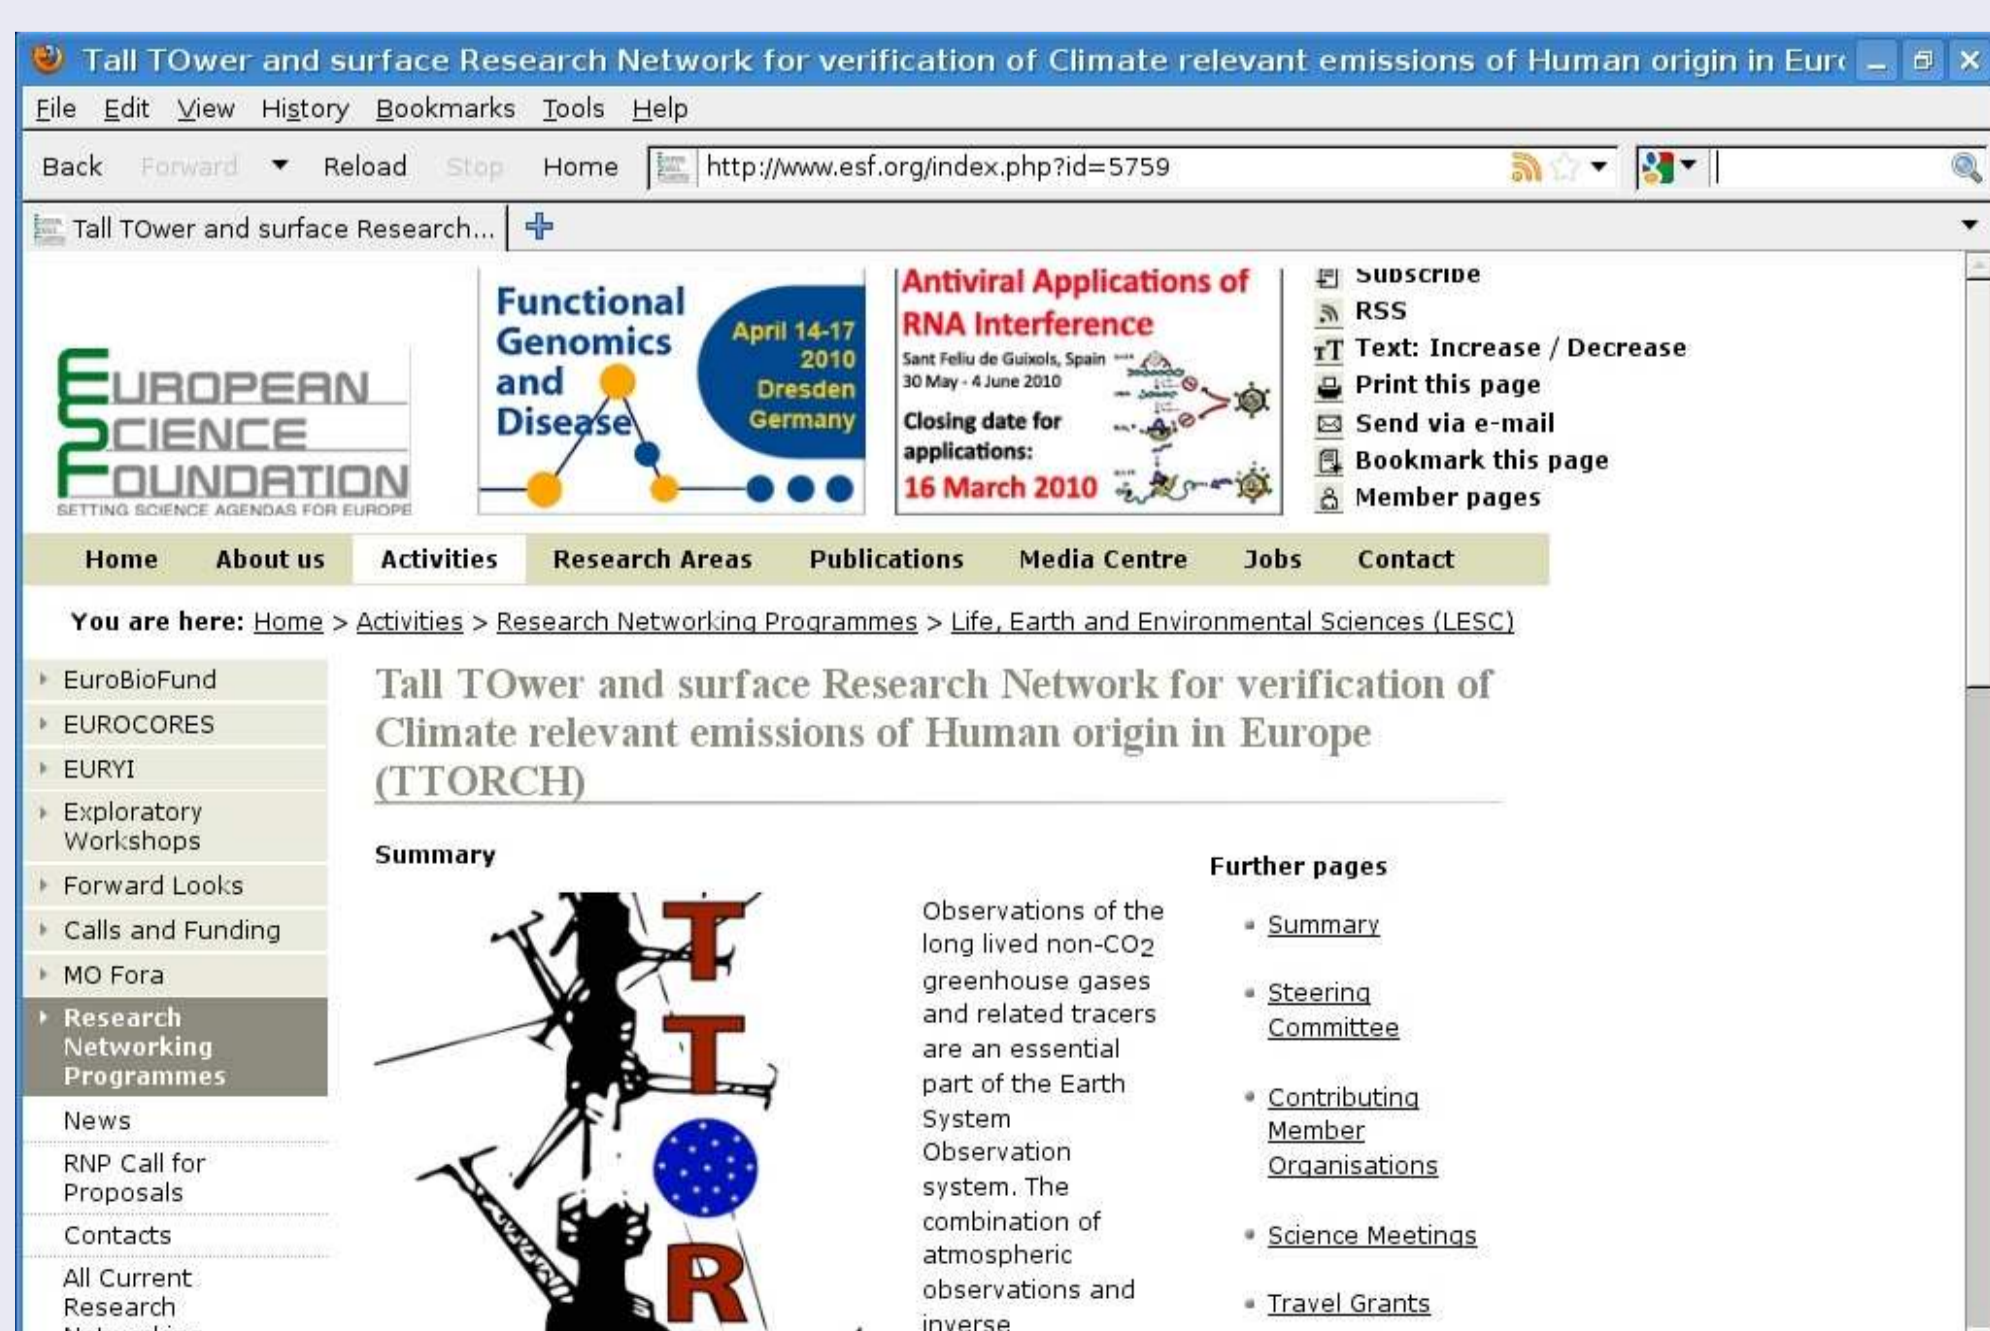 Tall TOwer and surface Research Network for verification of Climate relevant emissions of Human origin in Euro
File Edit View History Bookmarks Tools Help
Back Forward Reload Stop Home http://www.esf.org/index.php?id=5759
Tall TOwer and surface Research...
EUROPEAN
SCIENCE
FOUNDATION
SETTING SCIENCE AGENDAS FOR EUROPE
Functional
Genomics
and
Disease
April 14-17
2010
Dresden
Germany
Antiviral Applications of
RNA Interference
Sant Feliu de Guixols, Spain
30 May - 4 June 2010
Closing date for
applications:
16 March 2010
Subscribe
RSS
TT Text: Increase / Decrease
Print this page
Send via e-mail
Bookmark this page
Member pages
Home About us Activities Research Areas Publications Media Centre Jobs Contact
You are here: Home > Activities > Research Networking Programmes > Life, Earth and Environmental Sciences (LESC)
EuroBioFund
EUROCORES
EURYI
Exploratory
Workshops
Forward Looks
Calls and Funding
MO Fora
Research
Networking
Programmes
News
RNP Call for
Proposals
Contacts
All Current
Research
Networking
Tall TOwer and surface Research Network for verification of
Climate relevant emissions of Human origin in Europe
(TTORCH)
Summary
T
T
R
Observations of the
long lived non-CO2
greenhouse gases
and related tracers
are an essential
part of the Earth
System
Observation
system. The
combination of
atmospheric
observations and
inverse
Further pages
Summary
Steering
Committee
Contributing
Member
Organisations
Science Meetings
Travel Grants